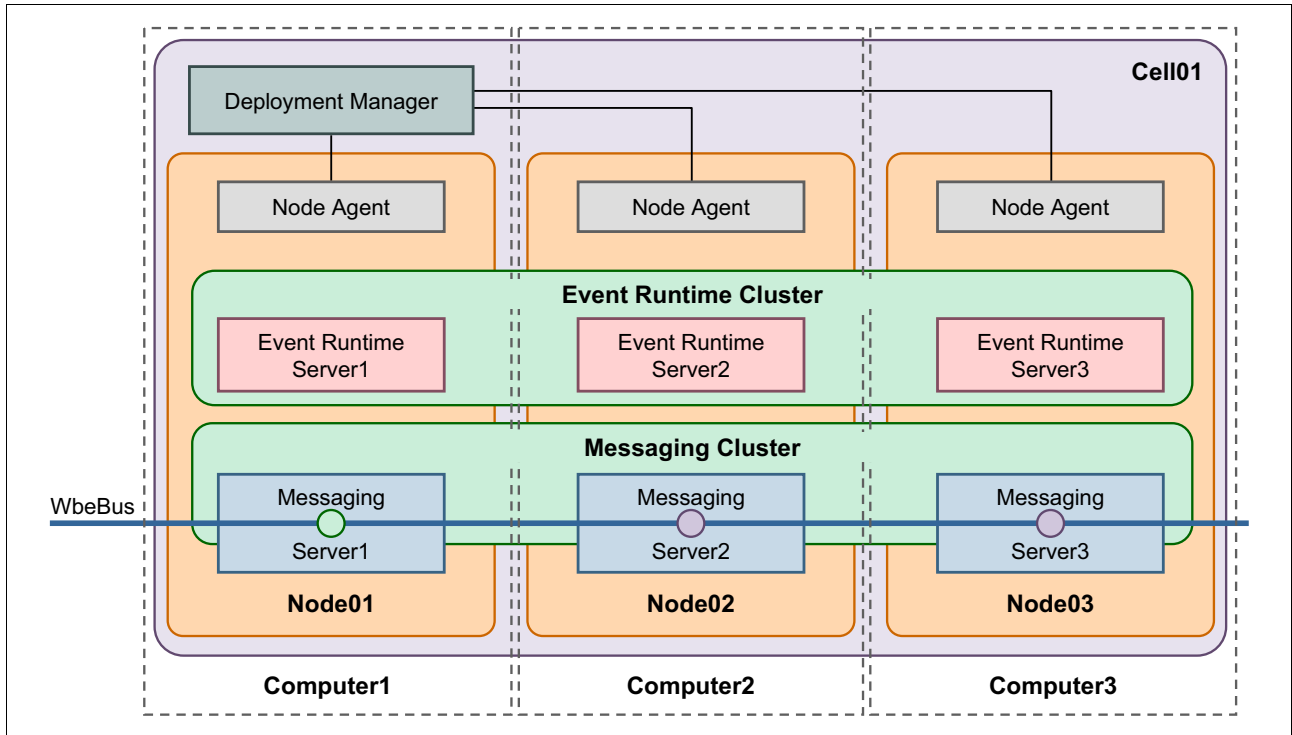 Cell01
Deployment Manager
Node Agent
Node Agent
Node Agent
Event Runtime Cluster
Event Runtime
Server1
Event Runtime
Server2
Event Runtime
Server3
Messaging Cluster
WbeBus
Messaging
Server1
Messaging
Server2
Messaging
Server3
Node01
Node02
Node03
Computer1
Computer2
Computer3